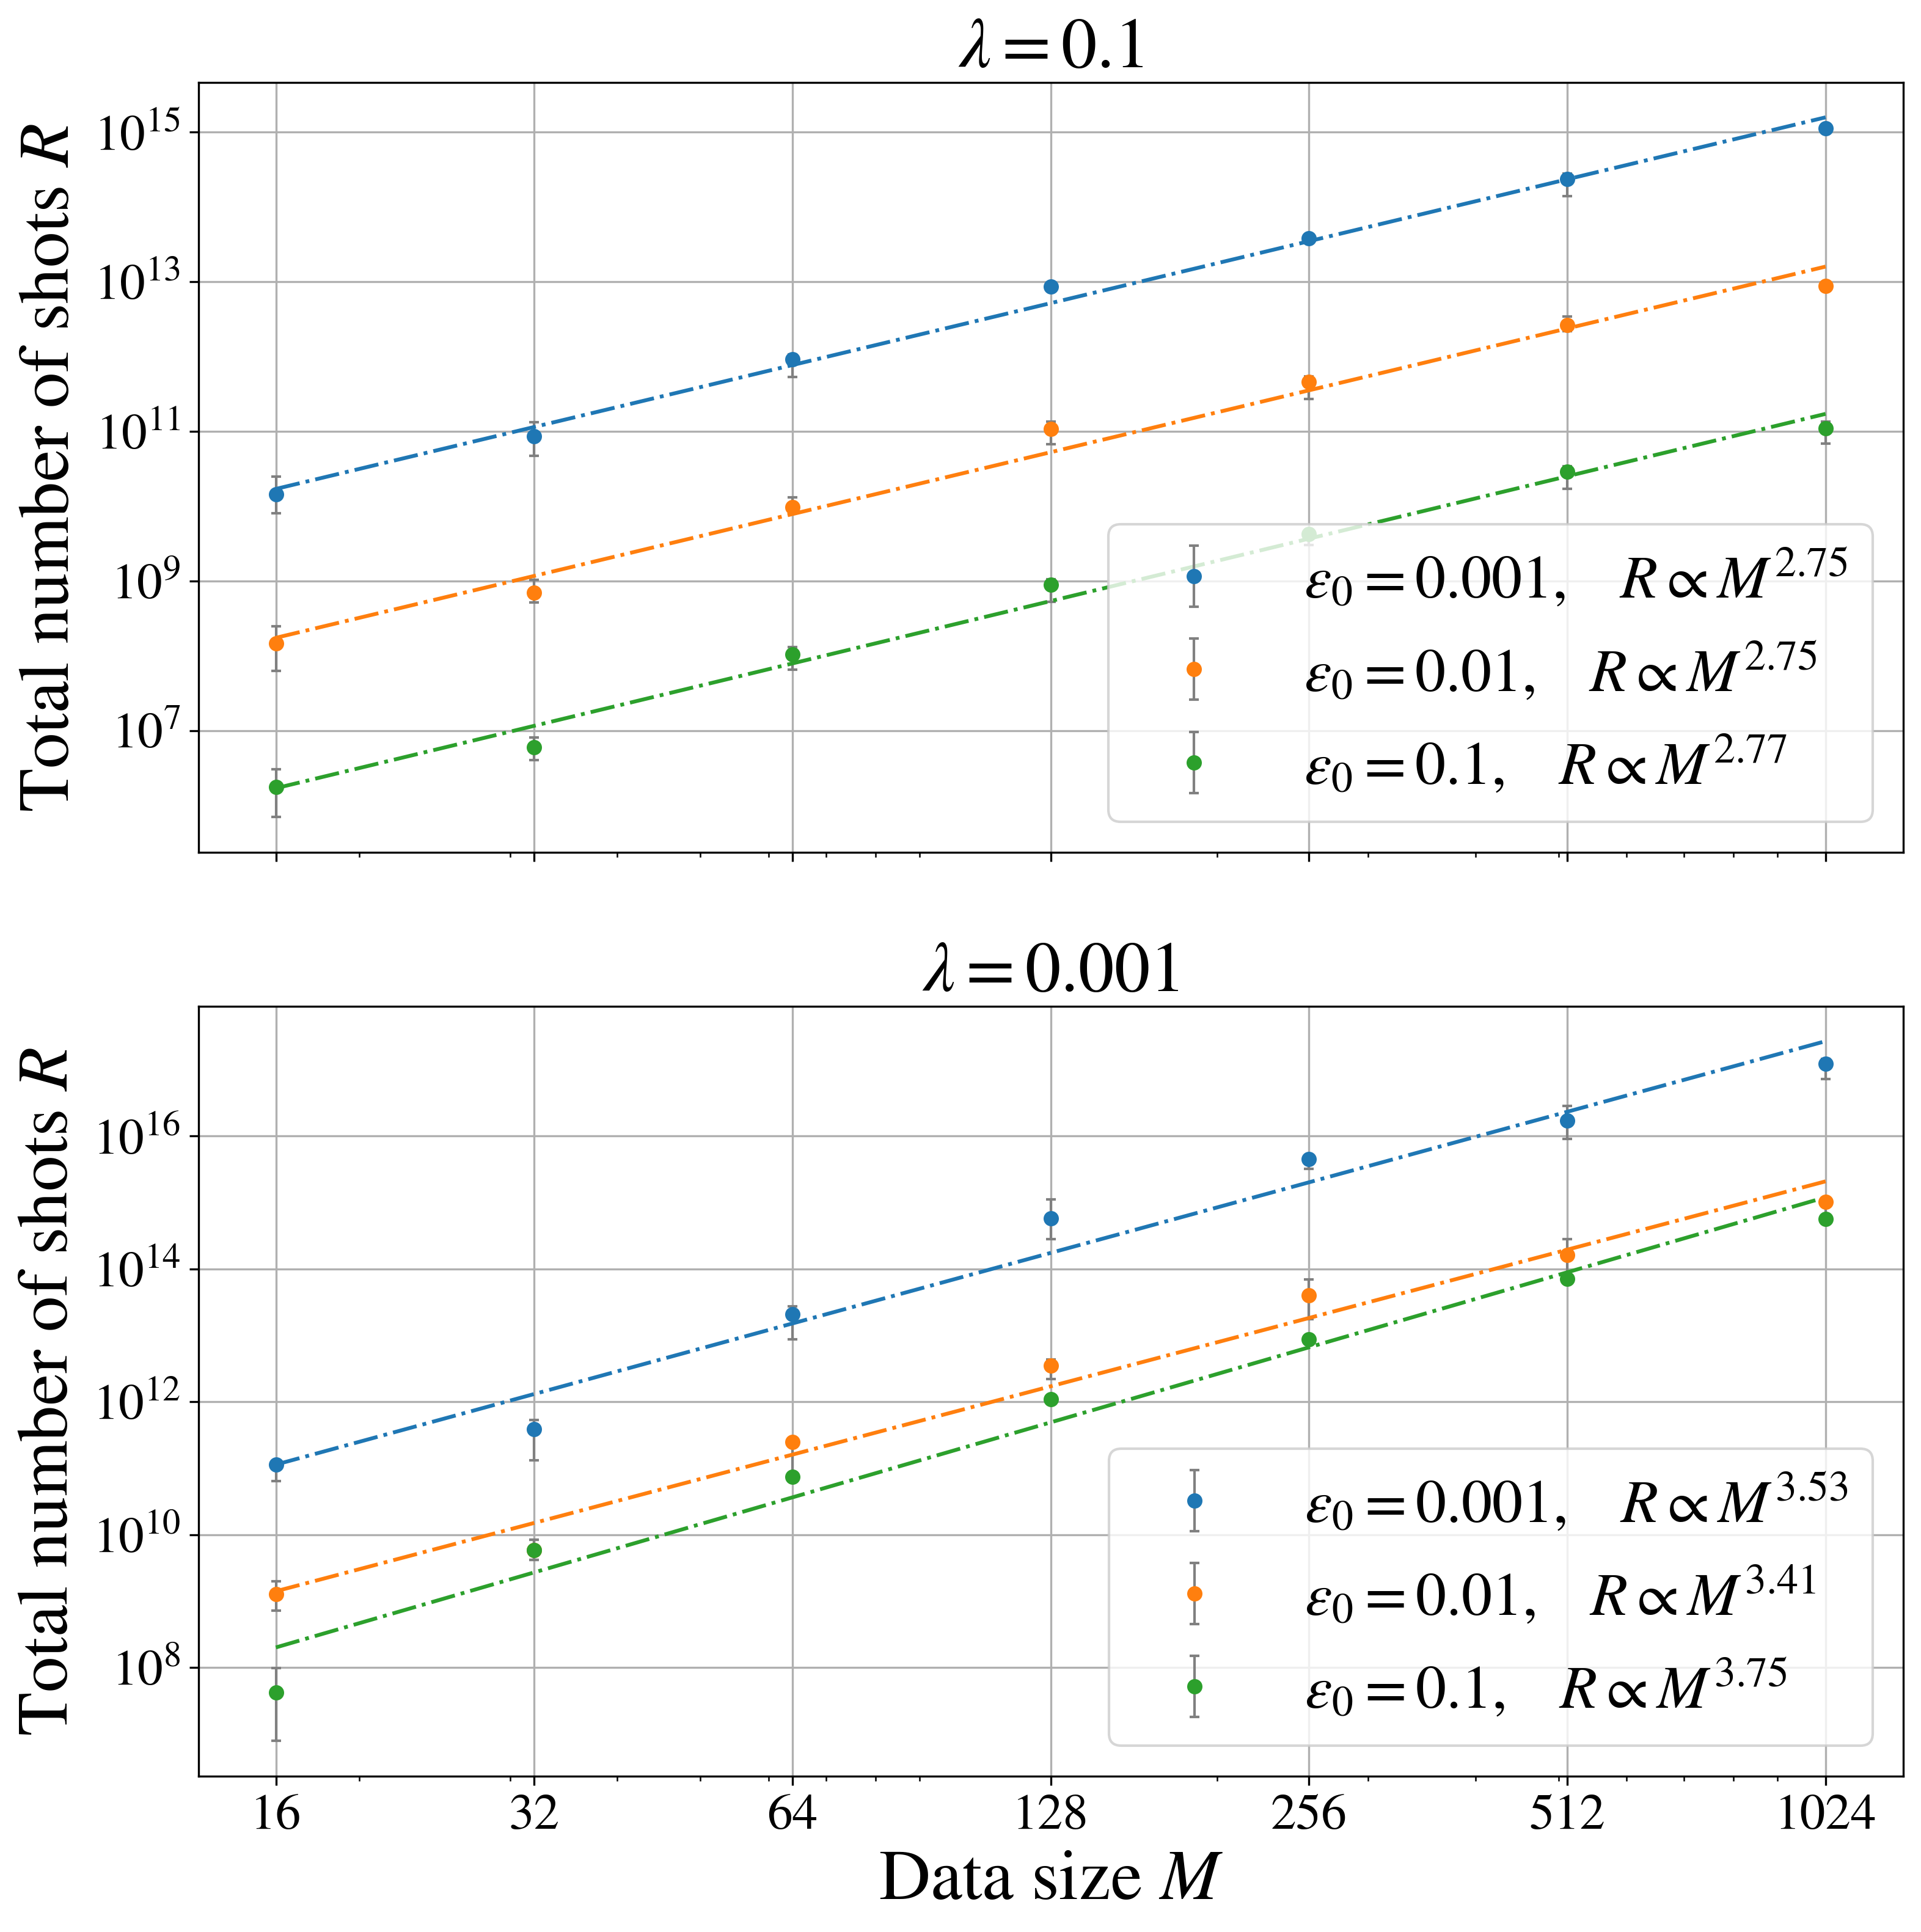 λ = 0.1
Total number of shots R
10^15
10^13
10^11
10^9
10^7
ε₀ = 0.001, R ∝ M^2.75
ε₀ = 0.01, R ∝ M^2.75
ε₀ = 0.1, R ∝ M^2.77
λ = 0.001
Total number of shots R
10^16
10^14
10^12
10^10
10^8
ε₀ = 0.001, R ∝ M^3.53
ε₀ = 0.01, R ∝ M^3.41
ε₀ = 0.1, R ∝ M^3.75
16 32 64 128 256 512 1024
Data size M